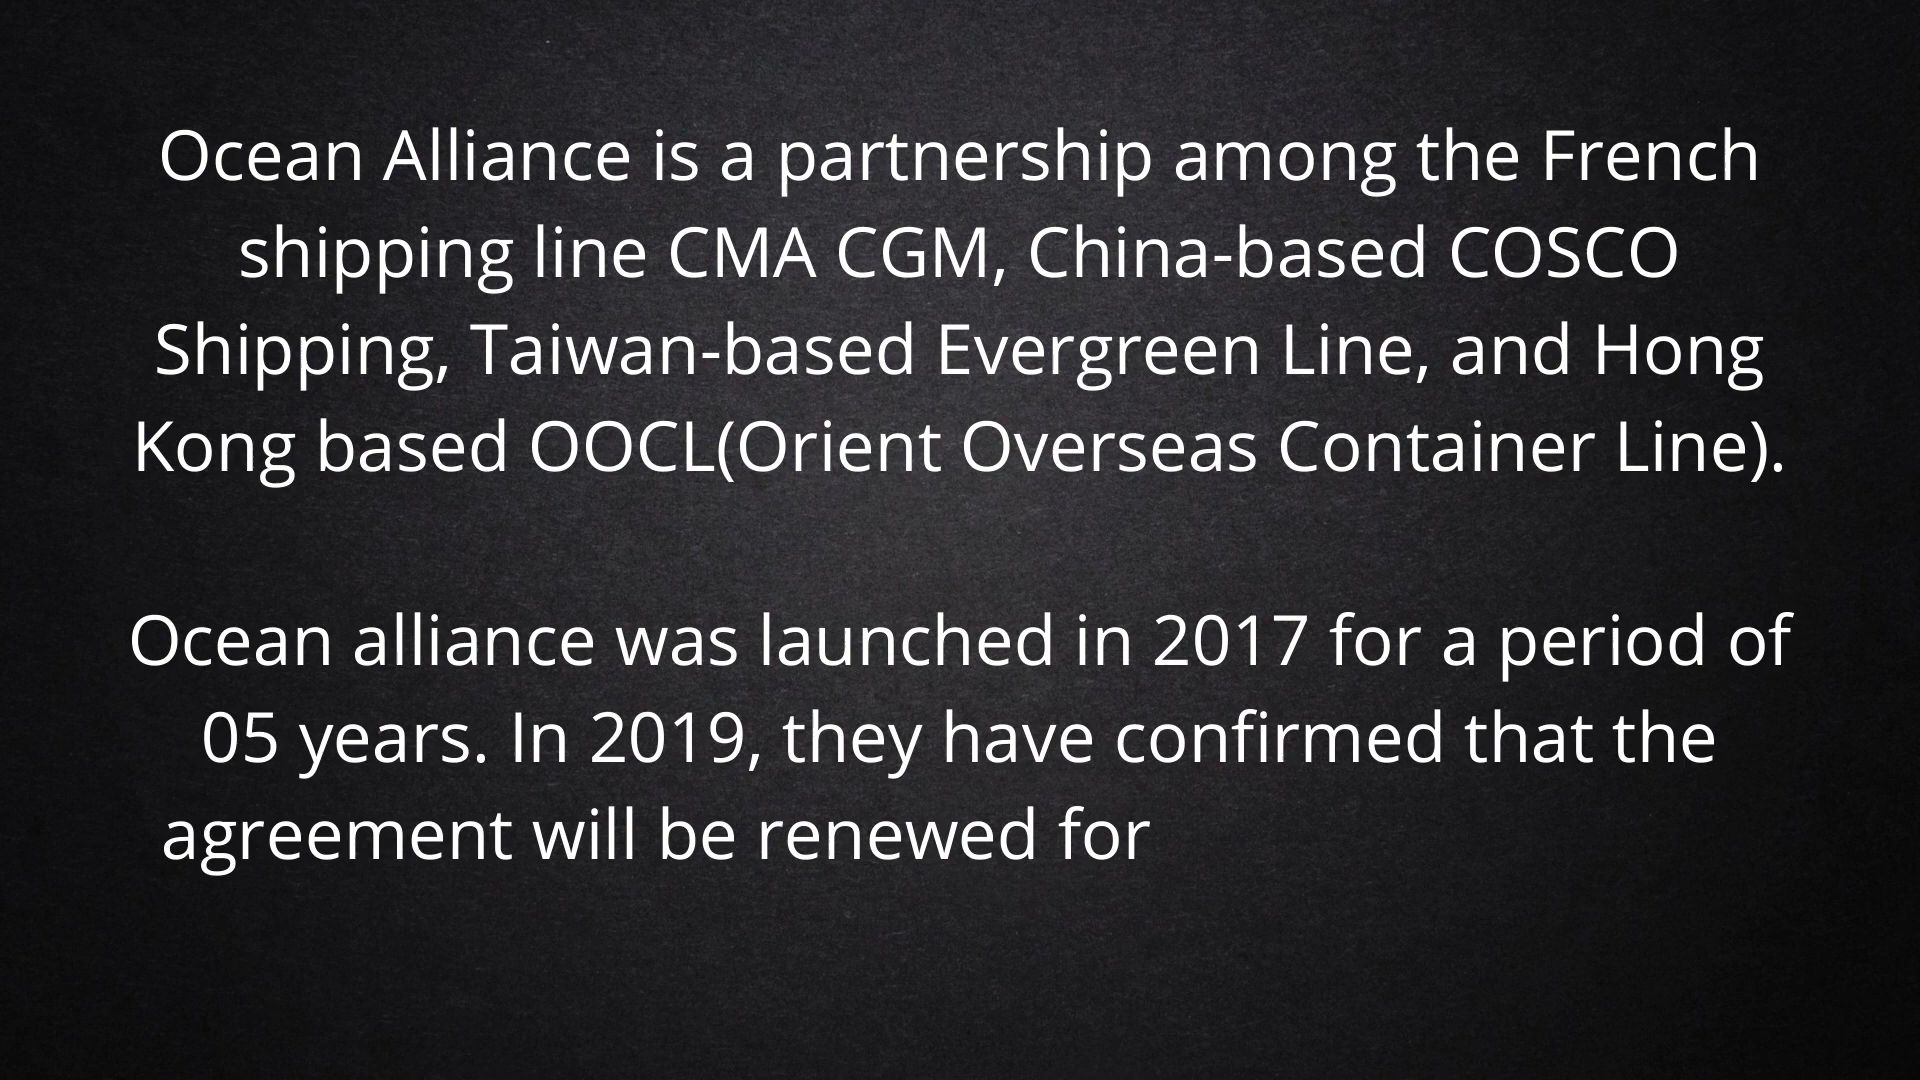 Ocean Alliance is a partnership among the French
shipping line CMA CGM, China-based COSCO
Shipping, Taiwan-based Evergreen Line, and Hong
Kong based OOCL(Orient Overseas Container Line).
Ocean alliance was launched in 2017 for a period of
05 years. In 2019, they have confirmed that the
agreement will be renewed for